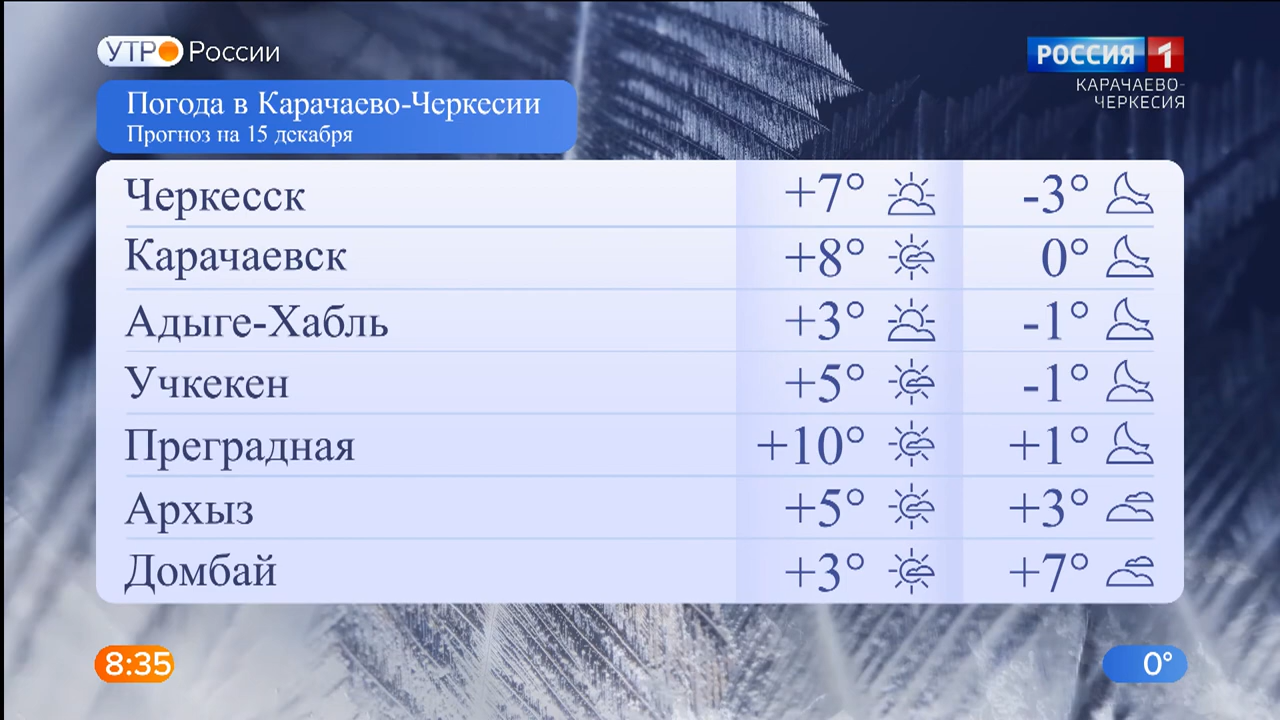 УТРО России
РОССИЯ 1
КАРАЧАЕВО-
ЧЕРКЕСИЯ
Погода в Карачаево-Черкесии
Прогноз на 15 декабря
Черкесск +7° -3°
Карачаевск +8° 0°
Адыге-Хабль +3° -1°
Учкекен +5° -1°
Преградная +10° +1°
Архыз +5° +3°
Домбай +3° +7°
8:35 0°